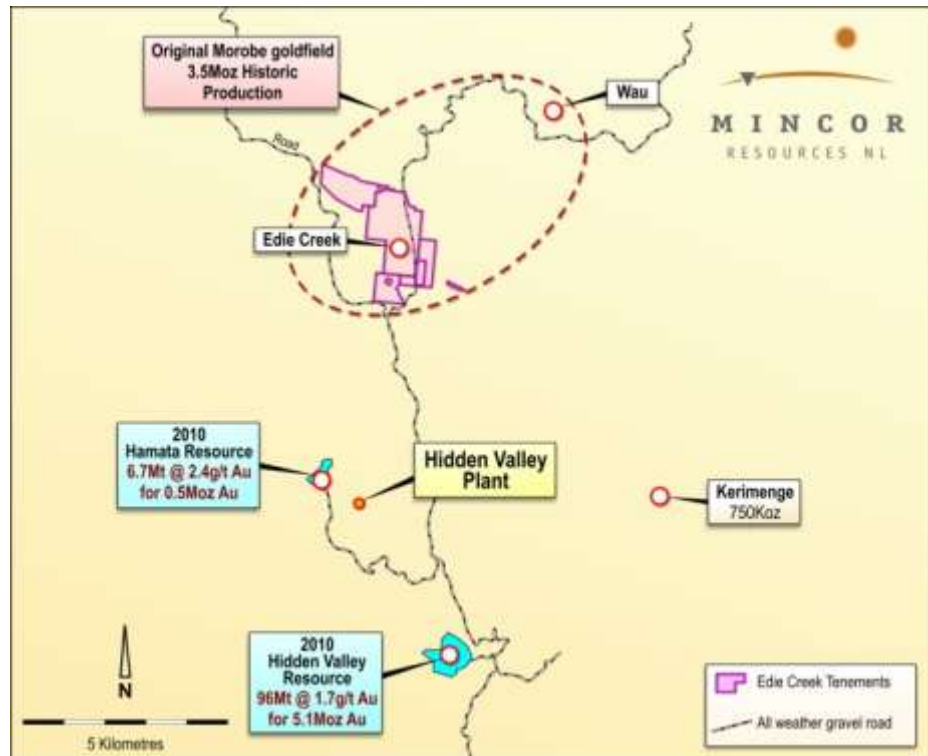 Original Morobe goldfield
3.5Moz Historic
Production
Wau
MINCOR
RESOURCES NL
Road
Edie Creek
2010
Hamata Resource
6.7Mt @ 2.4g/t Au
for 0.5Moz Au
Hidden Valley
Plant
Kerimenge
750Koz
2010
Hidden Valley
Resource
96Mt @ 1.7g/t Au
for 5.1Moz Au
N
5 Kilometres
Edie Creek Tenements
All weather gravel road